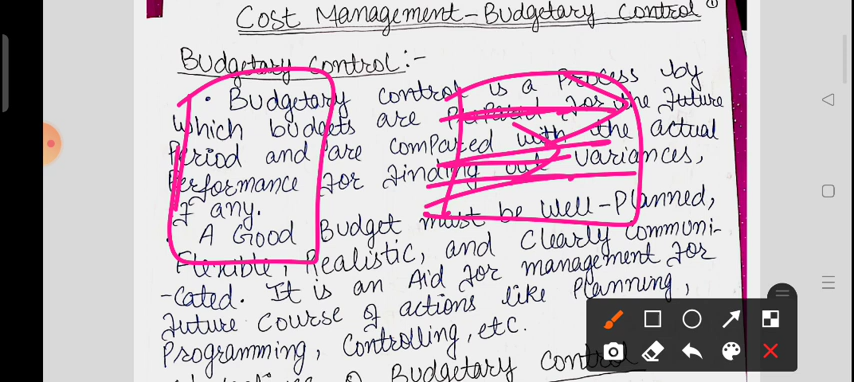 Cost Management-Budgetary Control ①
Budgetary Control:-
• Budgetary control is a Process by
which budgets are Prepared for the future
Period and are compared with the actual
Performance for finding out variances,
if any.
. A Good Budget must be well-Planned,
Flexible, Realistic, and Clearly Communi-
-cated. It is an Aid for management for
future course of actions like Planning,
Programming, Controlling, etc.
Budgetary control